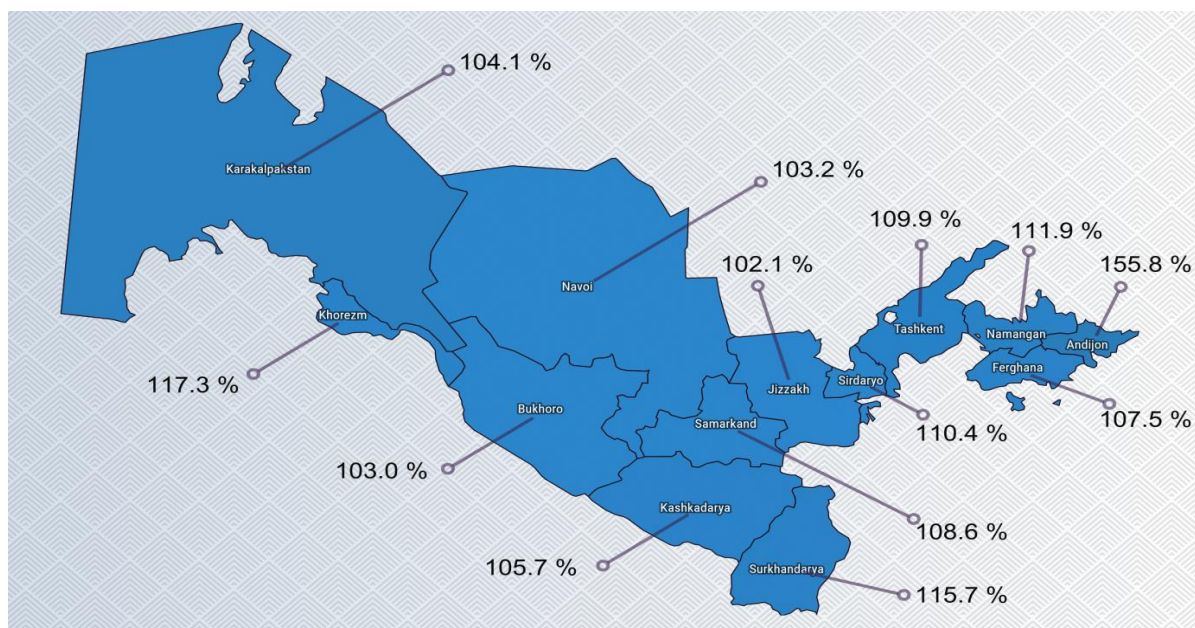 104.1 %
Karakalpakstan
103.2 %
109.9 %
111.9 %
155.8 %
102.1 %
Navoi
Khorezm
Tashkent
Namangan
Andijon
Ferghana
117.3 %
Jizzakh
Sirdaryo
Bukhoro
Samarkand
107.5 %
110.4 %
103.0 %
Kashkadarya
108.6 %
105.7 %
Surkhandarya
115.7 %